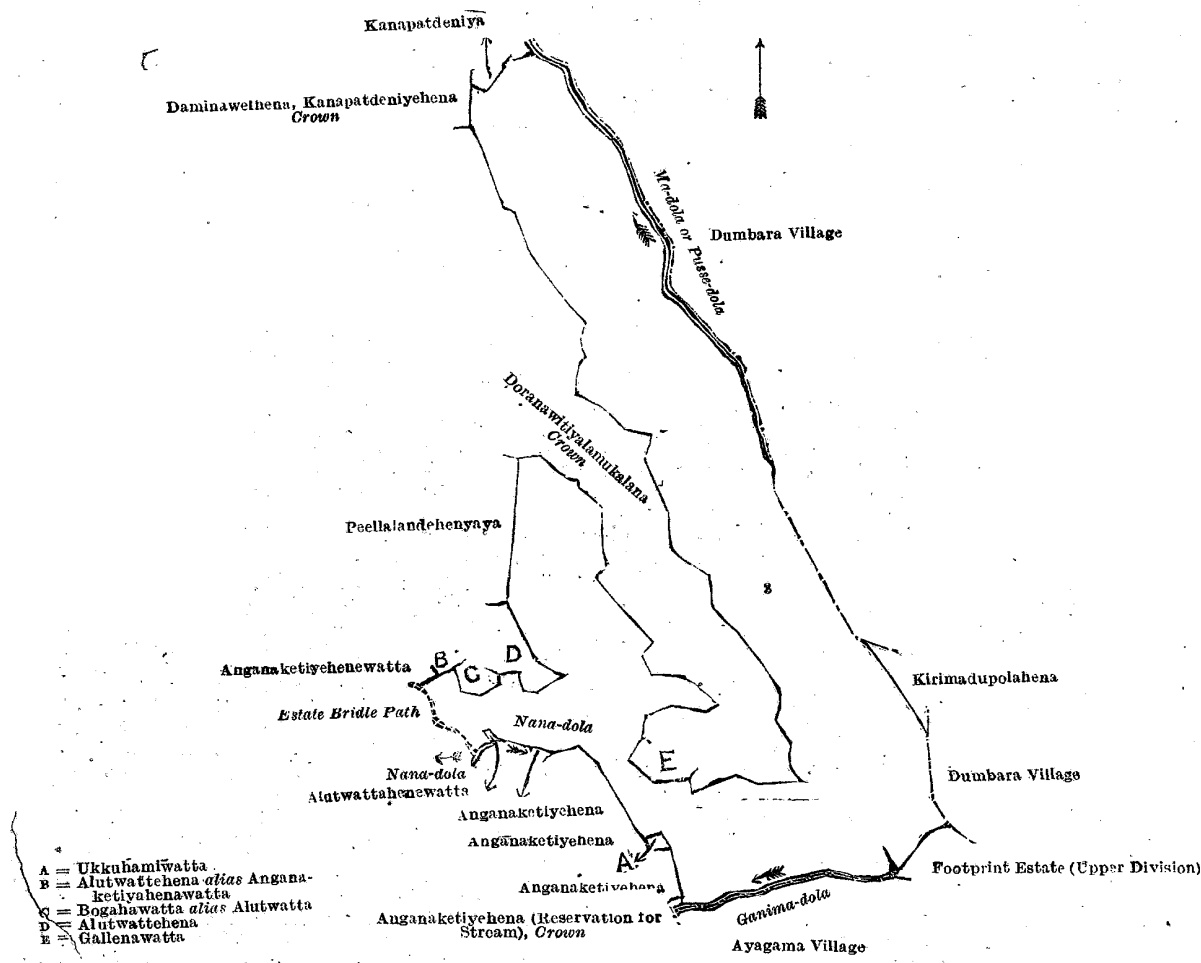 Kanapatdeniya
Daminawethena, Kanapatdeniyehena
Crown
Ma-dola or Pusse-dola
Dumbara Village
Doranawitiyalamukalana
Crown
Peellalandehenyaya
8
Anganaketiyehenewatta
B
C
D
Kirimadupolahena
Estate Bridle Path
Nana-dola
E
Nana-dola
Alutwattahenewatta
Dumbara Village
Anganaketiyehena
Anganaketiyehena
A
Footprint Estate (Upper Division)
Anganaketiyehena
Anganaketiyehena (Reservation for
Stream), Crown
Ganima-dola
Ayagama Village
A = Ukkuhamiwatta
B = Alutwattehena alias Angana-
ketiyahenawatta
C = Bogahawatta alias Alutwatta
D = Alutwattehena
E = Gallenawatta